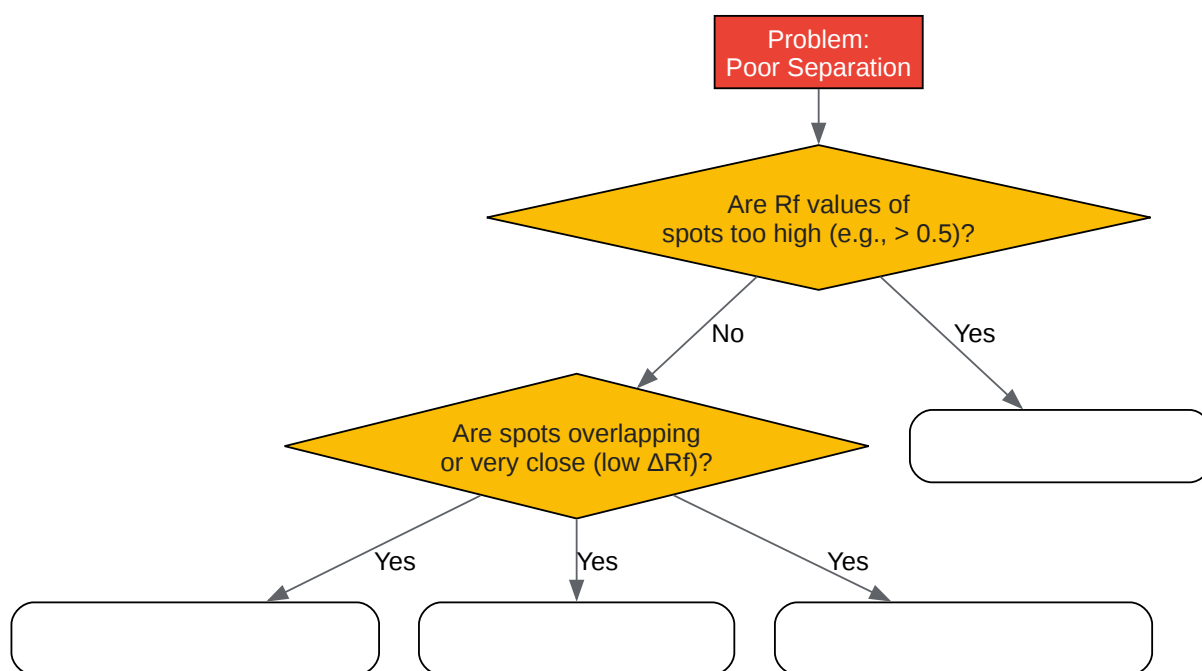 Problem:
Poor Separation
Are Rf values of
spots too high (e.g., > 0.5)?
No
Yes
Are spots overlapping
or very close (low ΔRf)?
Yes
Yes
Yes